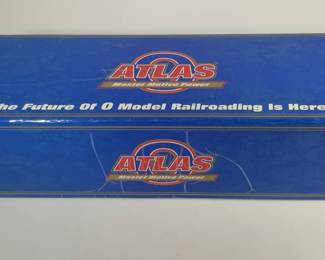 ATLAS
Master Motive Power
he Future Of O Model Railroading Is Here
ATLAS
Master Motive Power